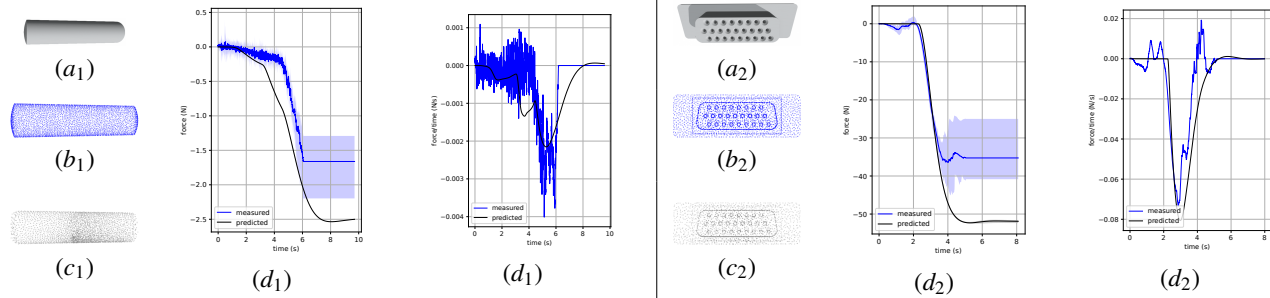 (a1)
(b1)
(c1)
0.0
−0.5
−1.0
−1.5
−2.0
−2.5
force (N)
measured
predicted
0 2 4 6 8 10
time (s)
(d1)
0.000
−0.001
−0.002
−0.003
−0.004
force/time (N/s)
measured
predicted
0 2 4 6 8 10
time (s)
(d1)
(a2)
(b2)
(c2)
0
−10
−20
−30
−40
−50
force (N)
measured
predicted
0 2 4 6 8
time (s)
(d2)
0.02
0.00
−0.02
−0.04
−0.06
−0.08
force/time (N/s)
measured
predicted
0 2 4 6 8
time (s)
(d2)